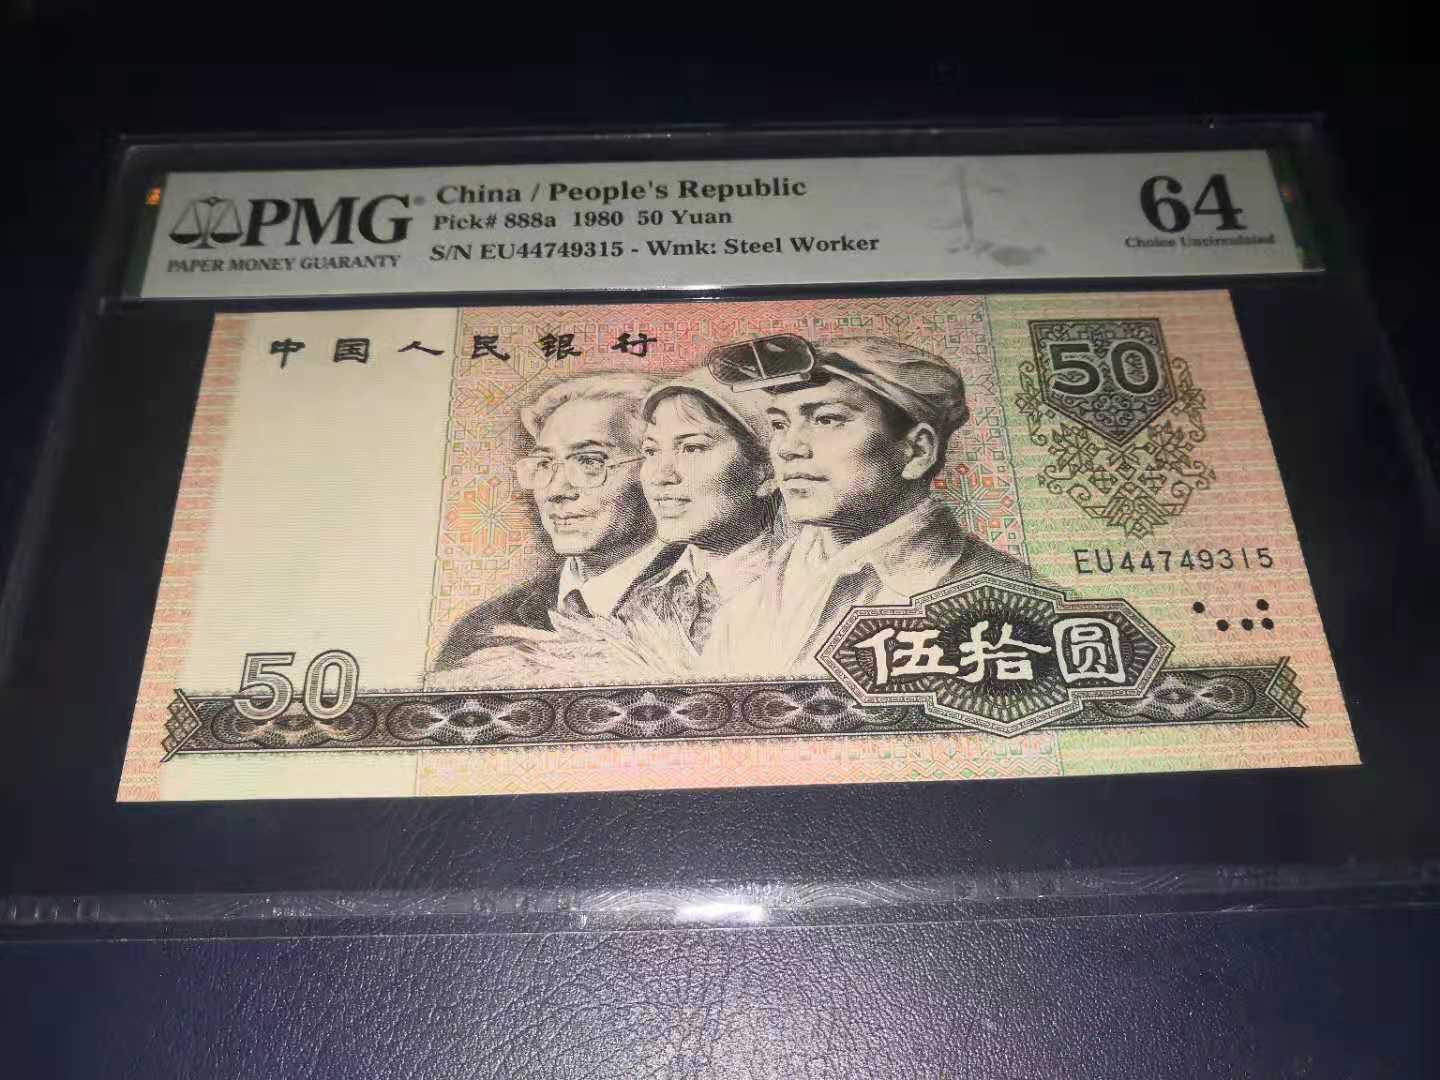 PMG
PAPER MONEY GUARANTY
China / People's Republic
Pick# 888a 1980 50 Yuan
S/N EU44749315 - Wmk: Steel Worker
64
Choice Uncirculated
中国人民银行
50
EU44749315
伍拾圆
50